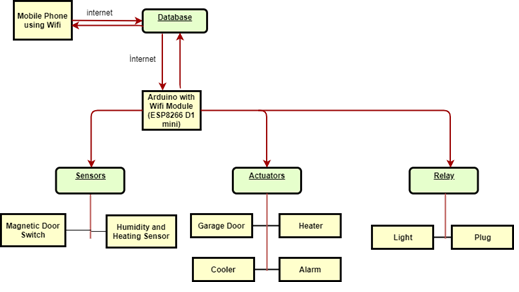 Mobile Phone
using Wifi
internet
Database
İnternet
Arduino with
Wifi Module
(ESP8266 D1
mini)
Sensors
Actuators
Relay
Magnetic Door
Switch
Humidity and
Heating Sensor
Garage Door
Heater
Light
Plug
Cooler
Alarm